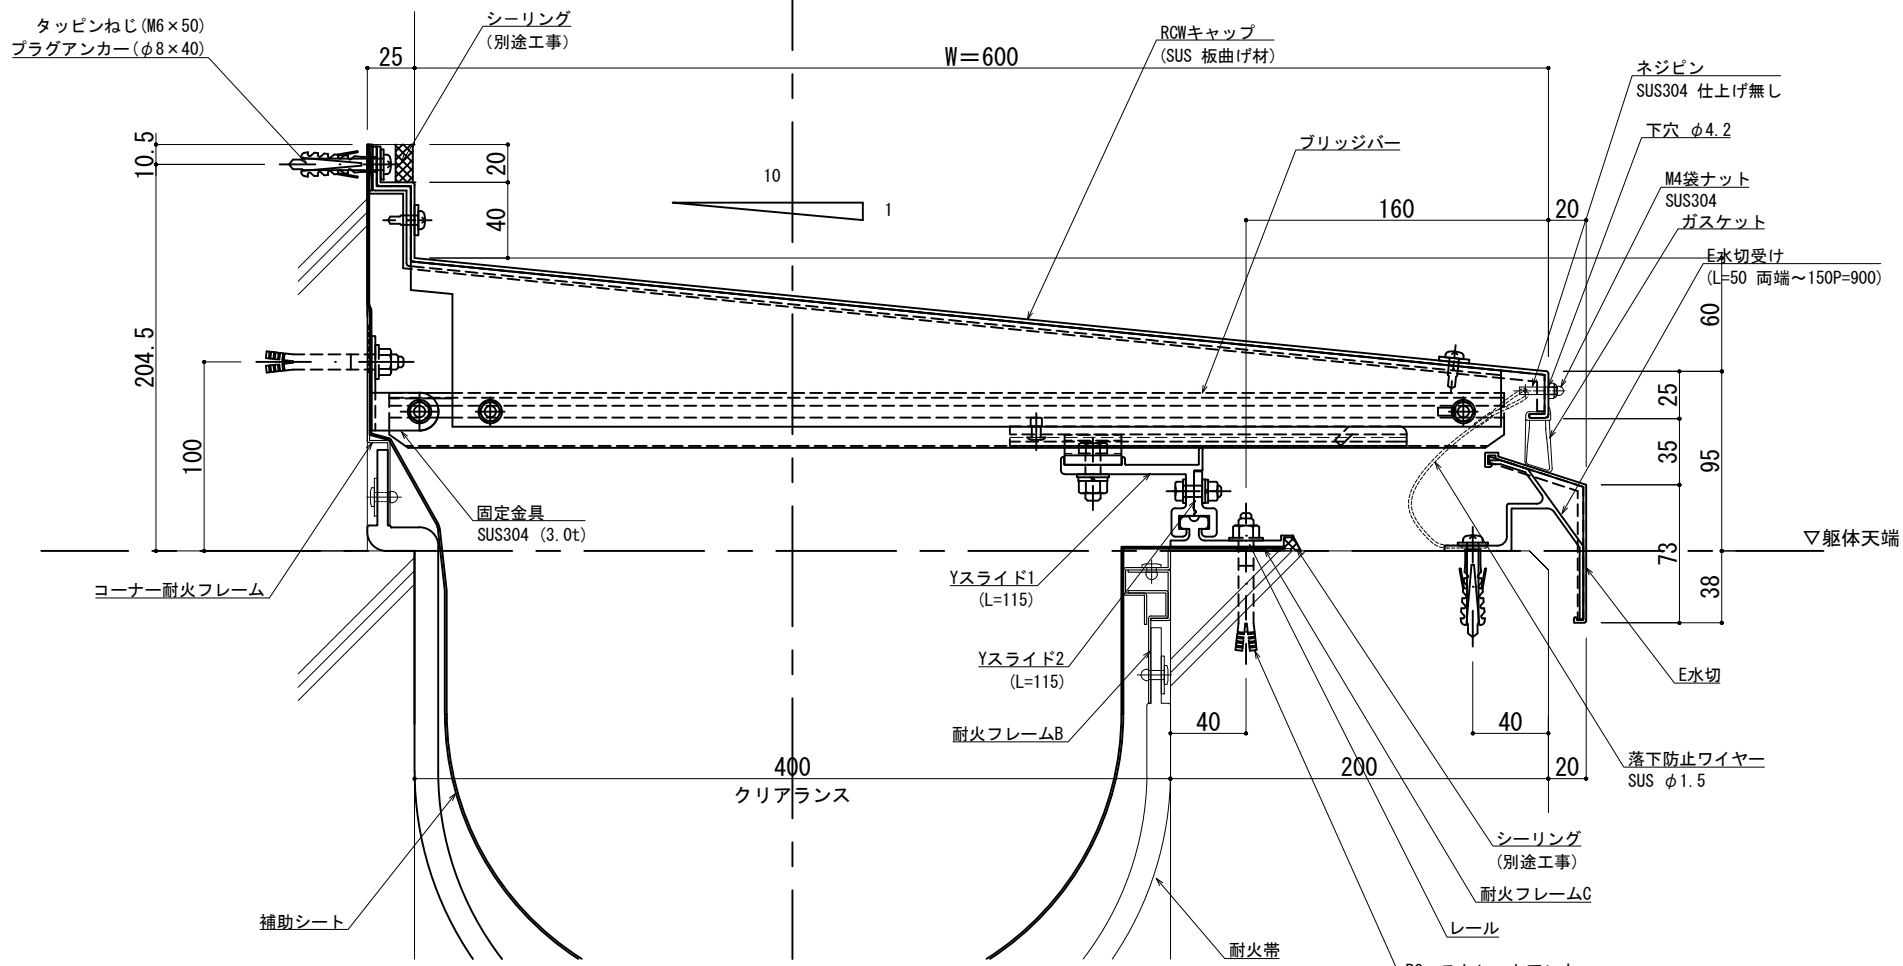 タッピンねじ(M6×50)
プラグアンカー(φ8×40)
シーリング
(別途工事)
25
W=600
RCWキャップ
(SUS 板曲げ材)
ネジピン
SUS304 仕上げ無し
下穴 φ4.2
ブリッジバー
M4袋ナット
SUS304
ガスケット
E水切受け
(L=50 両端～150P=900)
10.5
20
40
10
1
160
20
60
204.5
100
25
35
95
73
38
固定金具
SUS304 (3.0t)
▽躯体天端
コーナー耐火フレーム
Yスライド1
(L=115)
Yスライド2
(L=115)
E水切
耐火フレームB
40
40
400
クリアランス
200
20
落下防止ワイヤー
SUS φ1.5
シーリング
(別途工事)
耐火フレームC
補助シート
レール
耐火帯